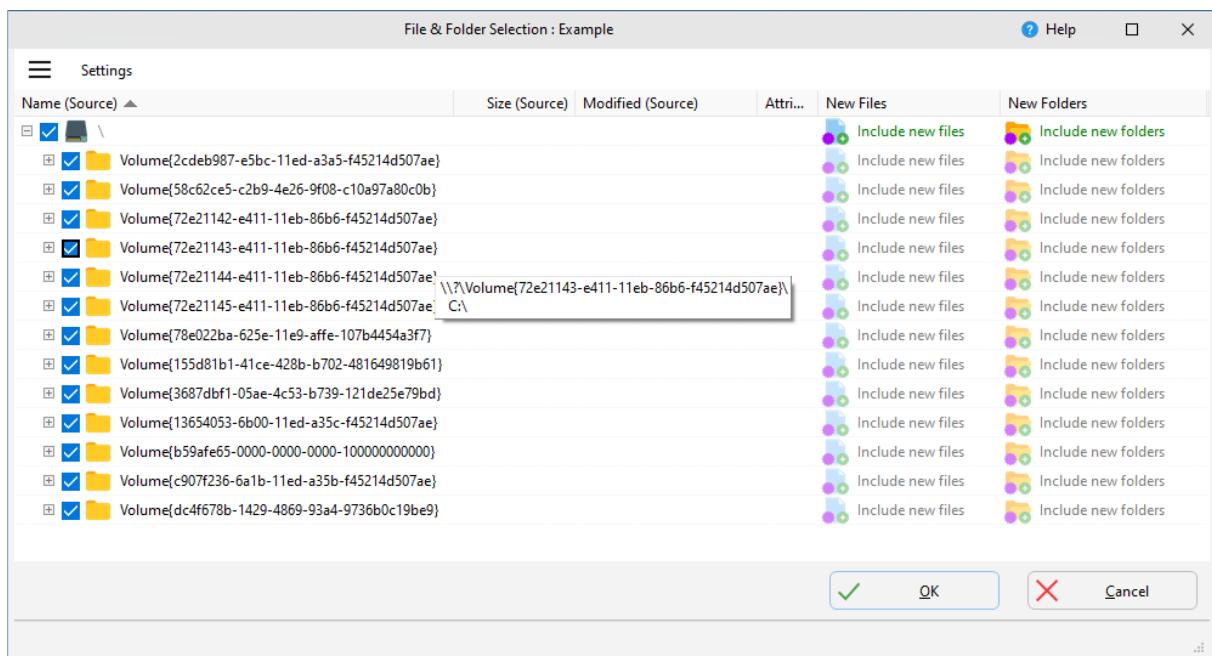 File & Folder Selection : Example Help
Settings
Name (Source) Size (Source) Modified (Source) Attri... New Files New Folders
\ Include new files Include new folders
Volume{2cdeb987-e5bc-11ed-a3a5-f45214d507ae} Include new files Include new folders
Volume{58c62ce5-c2b9-4e26-9f08-c10a97a80c0b} Include new files Include new folders
Volume{72e21142-e411-11eb-86b6-f45214d507ae} Include new files Include new folders
Volume{72e21143-e411-11eb-86b6-f45214d507ae} Include new files Include new folders
Volume{72e21144-e411-11eb-86b6-f45214d507ae} Include new files Include new folders
\\?\Volume{72e21143-e411-11eb-86b6-f45214d507ae}\
Volume{72e21145-e411-11eb-86b6-f45214d507ae} C:\ Include new files Include new folders
Volume{78e022ba-625e-11e9-affe-107b4454a3f7} Include new files Include new folders
Volume{155d81b1-41ce-428b-b702-481649819b61} Include new files Include new folders
Volume{3687dbf1-05ae-4c53-b739-121de25e79bd} Include new files Include new folders
Volume{13654053-6b00-11ed-a35c-f45214d507ae} Include new files Include new folders
Volume{b59afe65-0000-0000-0000-100000000000} Include new files Include new folders
Volume{c907f236-6a1b-11ed-a35b-f45214d507ae} Include new files Include new folders
Volume{dc4f678b-1429-4869-93a4-9736b0c19be9} Include new files Include new folders
OK Cancel